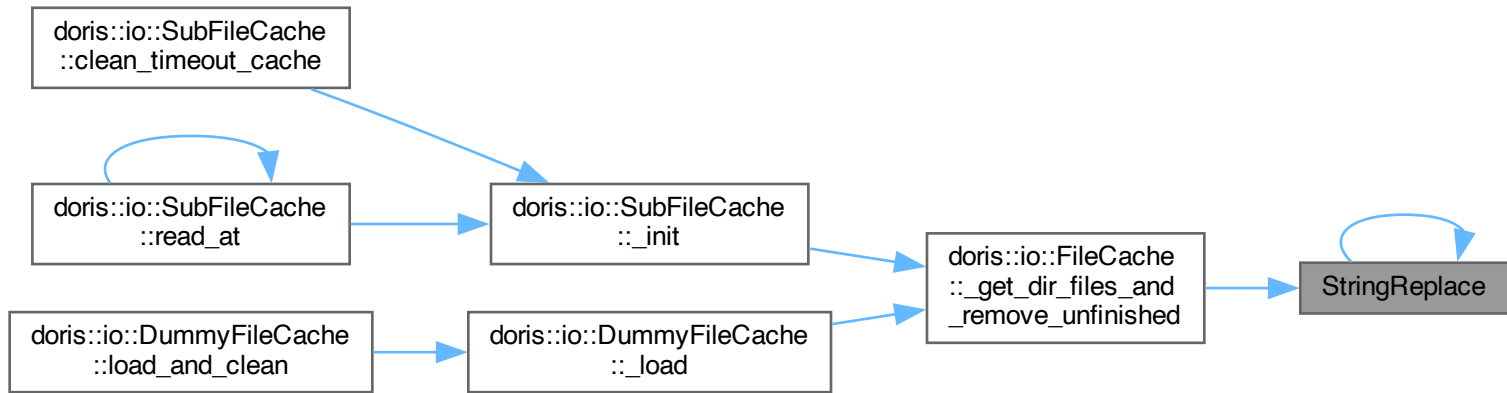 doris::io::SubFileCache
::clean_timeout_cache
doris::io::SubFileCache
::read_at
doris::io::SubFileCache
::_init
doris::io::FileCache
::_get_dir_files_and
_remove_unfinished
StringReplace
doris::io::DummyFileCache
::load_and_clean
doris::io::DummyFileCache
::_load